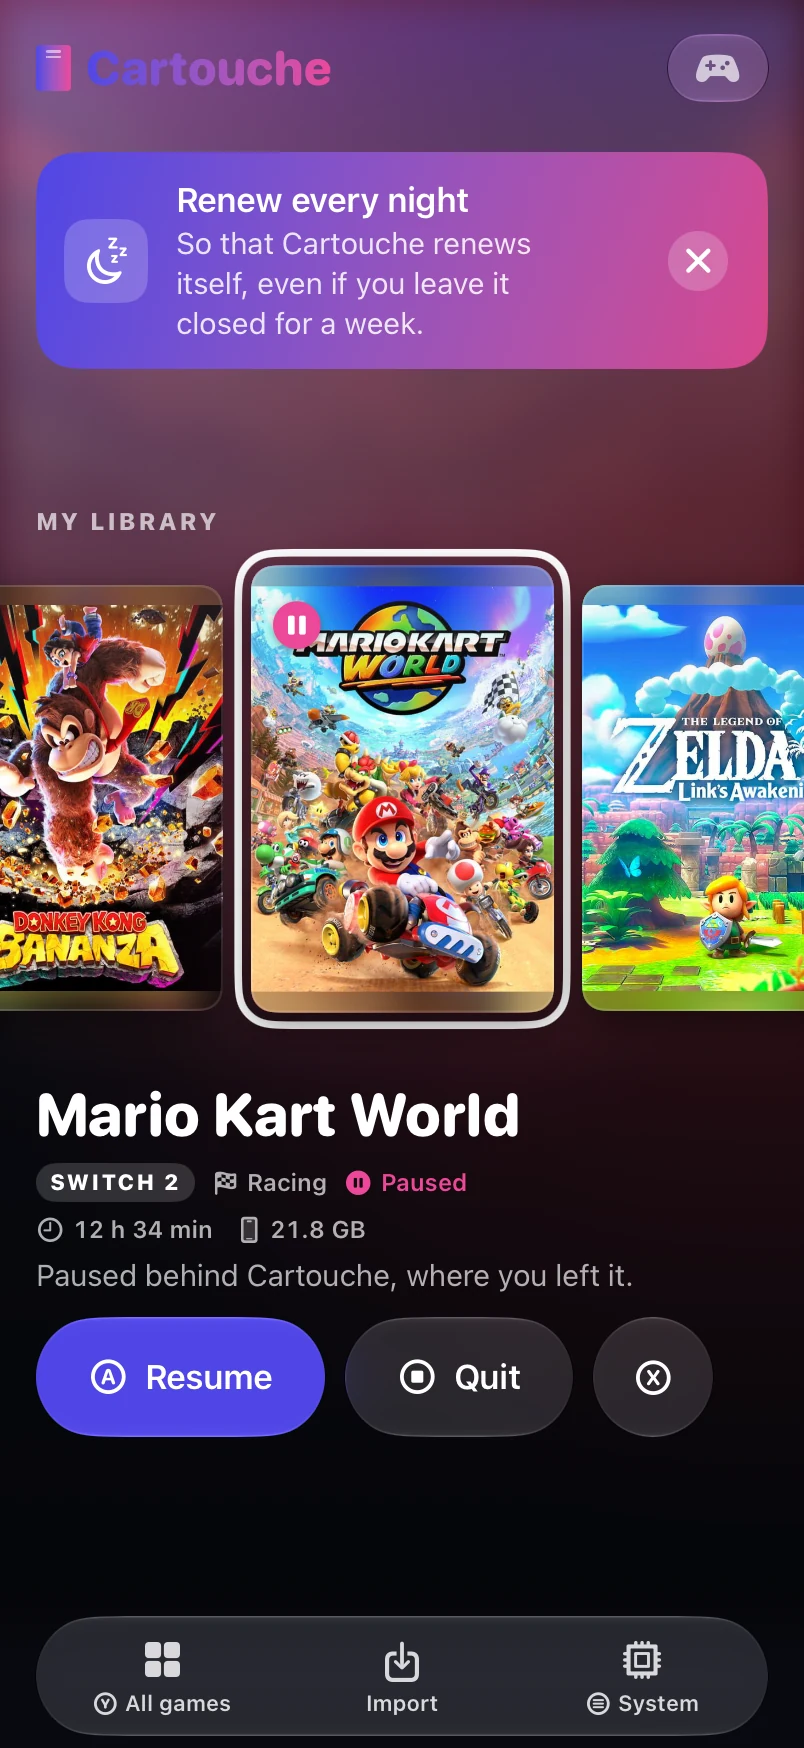 Cartouche
Renew every night
So that Cartouche renews
itself, even if you leave it
closed for a week.
MY LIBRARY
MARIOKART
WORLD
THE LEGEND OF
ZELDA
Link's Awakeni
DONKEY KONG
BANANZA
Mario Kart World
SWITCH 2 Racing Paused
12 h 34 min 21.8 GB
Paused behind Cartouche, where you left it.
A Resume Quit X
Y All games Import System